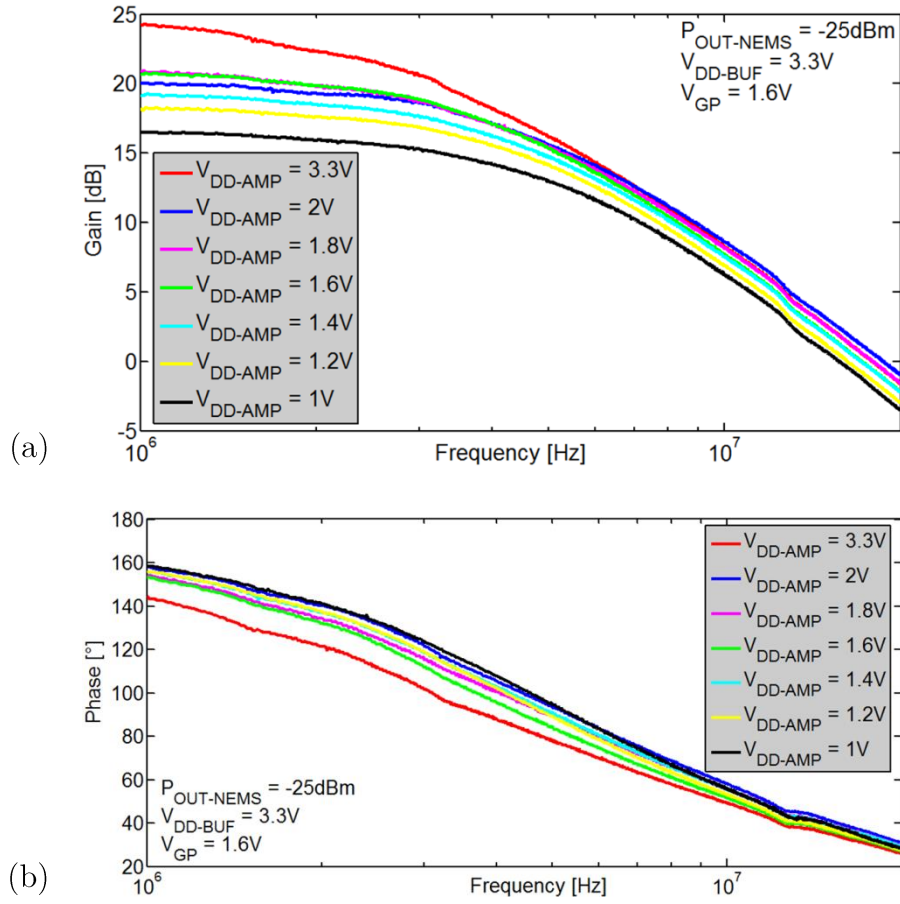 25
20
15
10
5
0
-5
Gain [dB]
P_OUT-NEMS = -25dBm
V_DD-BUF = 3.3V
V_GP = 1.6V
V_DD-AMP = 3.3V
V_DD-AMP = 2V
V_DD-AMP = 1.8V
V_DD-AMP = 1.6V
V_DD-AMP = 1.4V
V_DD-AMP = 1.2V
V_DD-AMP = 1V
(a)
10^6
Frequency [Hz]
10^7
180
160
140
120
100
80
60
40
20
Phase [°]
V_DD-AMP = 3.3V
V_DD-AMP = 2V
V_DD-AMP = 1.8V
V_DD-AMP = 1.6V
V_DD-AMP = 1.4V
V_DD-AMP = 1.2V
V_DD-AMP = 1V
P_OUT-NEMS = -25dBm
V_DD-BUF = 3.3V
V_GP = 1.6V
(b)
10^6
Frequency [Hz]
10^7